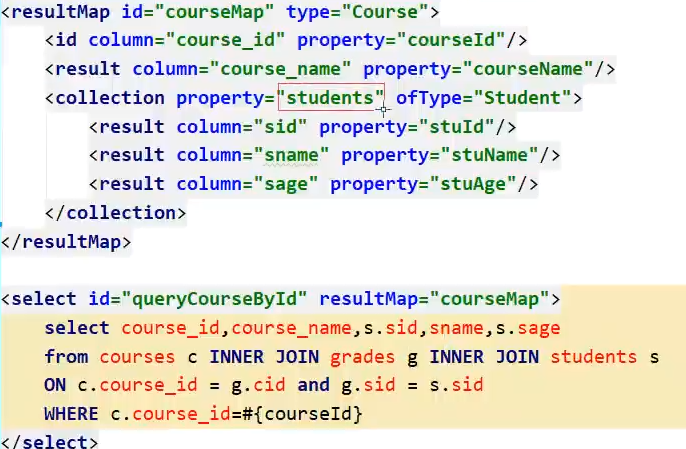 <resultMap id="courseMap" type="Course">
    <id column="course_id" property="courseId"/>
    <result column="course_name" property="courseName"/>
    <collection property="students" ofType="Student">
        <result column="sid" property="stuId"/>
        <result column="sname" property="stuName"/>
        <result column="sage" property="stuAge"/>
    </collection>
</resultMap>
<select id="queryCourseById" resultMap="courseMap">
    select course_id,course_name,s.sid,sname,s.sage
    from courses c INNER JOIN grades g INNER JOIN students s
    ON c.course_id = g.cid and g.sid = s.sid
    WHERE c.course_id=#{courseId}
</select>